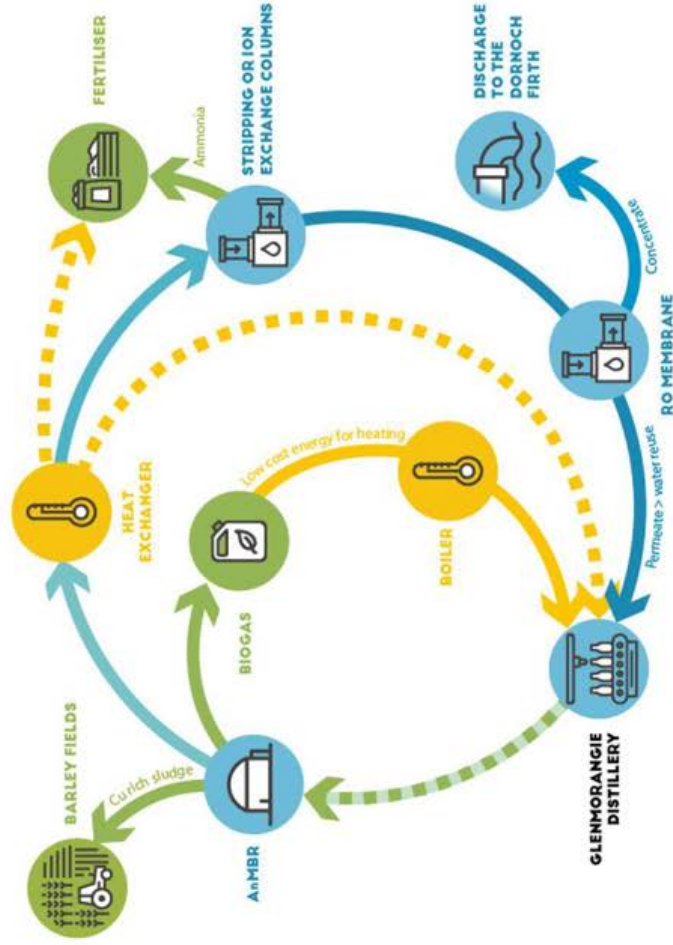 BARLEY FIELDS
Cu rich sludge
AnMBR
BIOGAS
HEAT
EXCHANGER
FERTILISER
Ammonia
STRIPPING OR ION
EXCHANGE COLUMNS
Low cost energy for heating
BOILER
GLENMORANGIE
DISTILLERY
Permeate > water reuse
RO MEMBRANE
Concentrate
DISCHARGE
TO THE
DORNOCH
FIRTH